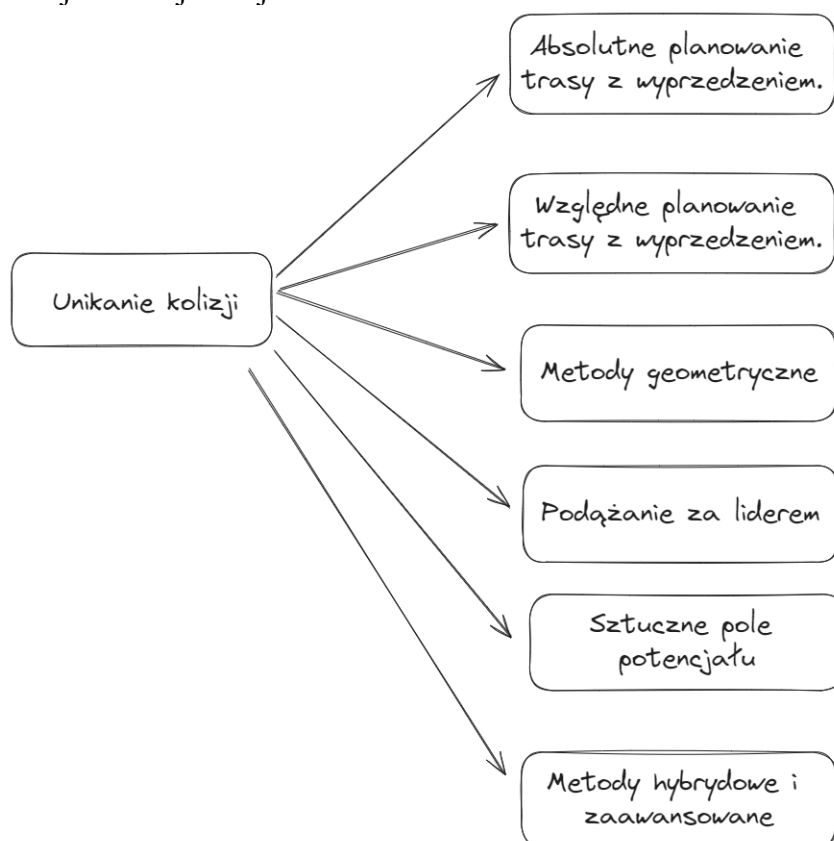 Absolutne planowanie
trasy z wyprzedzeniem.
Względne planowanie
trasy z wyprzedzeniem.
Unikanie kolizji
Metody geometryczne
Podążanie za liderem
Sztuczne pole
potencjału
Metody hybrydowe i
zaawansowane